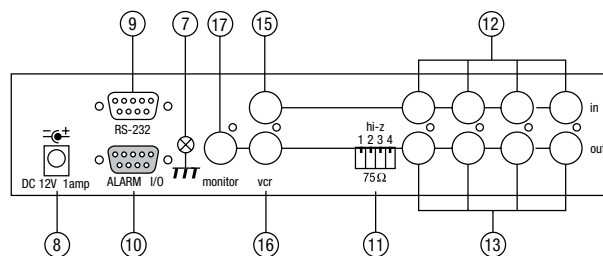 9 7 17 15 12
RS-232
in
hi-z
1 2 3 4
out
DC 12V 1amp
ALARM I/O
monitor
vcr
75Ω
8 10 16 11 13